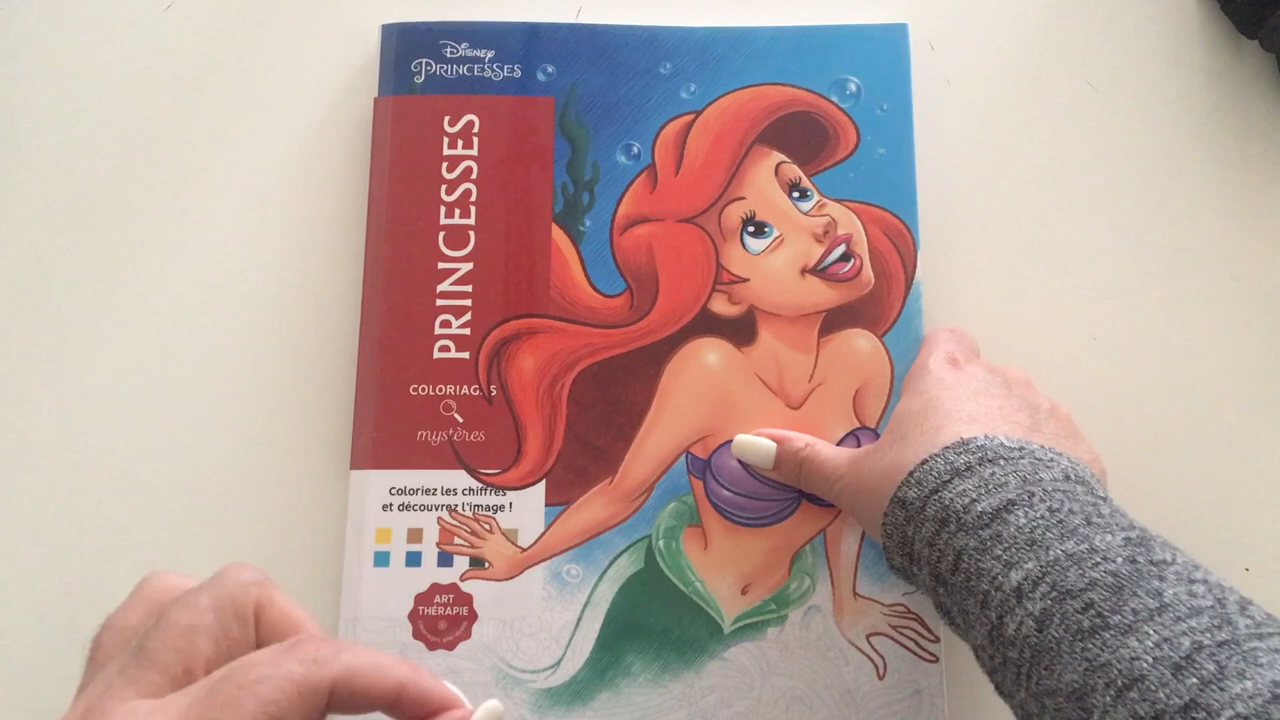 Disney
PRINCESSES
PRINCESSES
COLORIAGES
mystères
Coloriez les chiffres
et découvrez l'image !
ART
THÉRAPIE